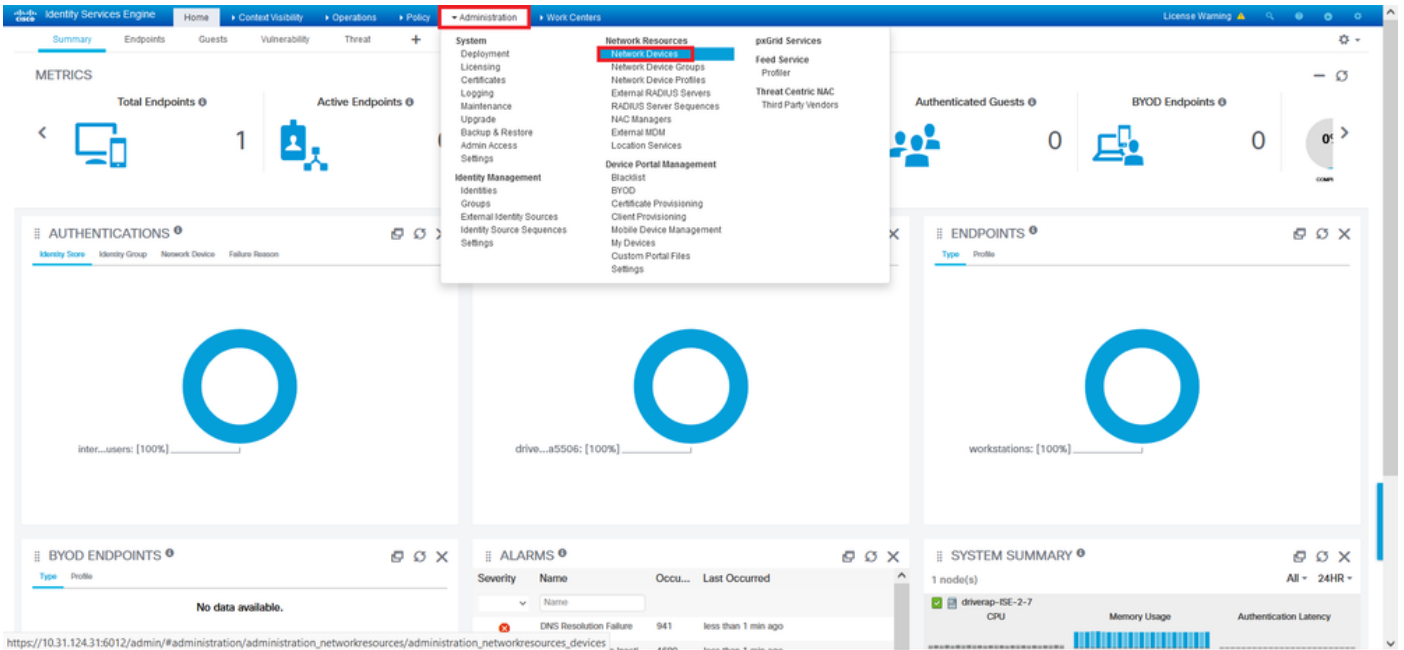 cisco Identity Services Engine
Home
Context Visibility
Operations
Policy
Administration
Work Centers
License Warning
Summary
Endpoints
Guests
Vulnerability
Threat
System
Deployment
Licensing
Certificates
Logging
Maintenance
Upgrade
Backup & Restore
Admin Access
Settings
Identity Management
Identities
Groups
External Identity Sources
Identity Source Sequences
Settings
Network Resources
Network Devices
Network Device Groups
Network Device Profiles
External RADIUS Servers
RADIUS Server Sequences
NAC Managers
External MDM
Location Services
Device Portal Management
Blacklist
BYOD
Certificate Provisioning
Client Provisioning
Mobile Device Management
My Devices
Custom Portal Files
Settings
pxGrid Services
Feed Service
Profiler
Threat Centric NAC
Third Party Vendors
METRICS
Total Endpoints
1
Active Endpoints
Authenticated Guests
0
BYOD Endpoints
0
AUTHENTICATIONS
Identity Store
Identity Group
Network Device
Failure Reason
inter...users: [100%]
drive...a5506: [100%]
ENDPOINTS
Type
Profile
workstations: [100%]
BYOD ENDPOINTS
Type
Profile
No data available.
ALARMS
Severity
Name
Occu...
Last Occurred
Name
DNS Resolution Failure
941
less than 1 min ago
SYSTEM SUMMARY
1 node(s)
All
24HR
driverap-ISE-2-7
CPU
Memory Usage
Authentication Latency
https://10.31.124.31:6012/admin/#administration/administration_networkresources/administration_networkresources_devices